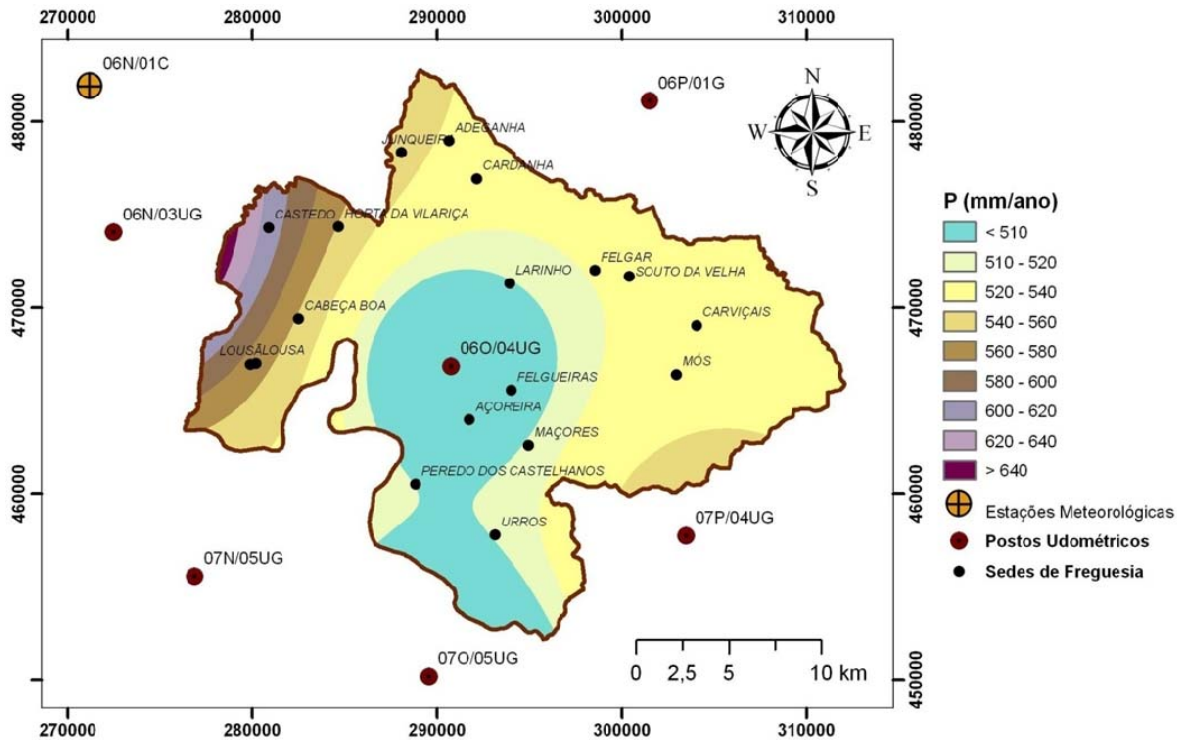 270000 280000 290000 300000 310000
06N/01C
06P/01G
N
W E
S
480000 480000
JUNQUEIRA ADEGANHA
CARDANHA
06N/03UG
CASTEDO HORTA DA VILARIÇA
P (mm/ano)
< 510
510 - 520
520 - 540
540 - 560
560 - 580
580 - 600
600 - 620
620 - 640
> 640
Estações Meteorológicas
Postos Udométricos
Sedes de Freguesia
LARINHO FELGAR
SOUTO DA VELHA
470000 470000
CABEÇA BOA
CARVIÇAIS
LOUSÃLOUSA
06O/04UG
MÓS
FELGUEIRAS
AÇOREIRA
MAÇORES
PEREDO DOS CASTELHANOS
460000 460000
URROS
07P/04UG
07N/05UG
07O/05UG
0 2,5 5 10 km
450000 450000
270000 280000 290000 300000 310000